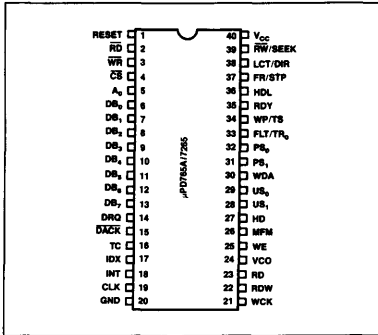 RESET 1 40 VCC
RD 2 39 RW/SEEK
WR 3 38 LCT/DIR
CS 4 37 FR/STP
A0 5 36 HDL
DB0 6 35 RDY
DB1 7 34 WP/TS
DB2 8 33 FLT/TR0
DB3 9 32 PS0
DB4 10 31 PS1
DB5 11 30 WDA
DB6 12 29 US0
DB7 13 28 US1
DRQ 14 27 HD
DACK 15 26 MFM
TC 16 25 WE
IDX 17 24 VCO
INT 18 23 RD
CLK 19 22 RDW
GND 20 21 WCK
µPD765A/7265